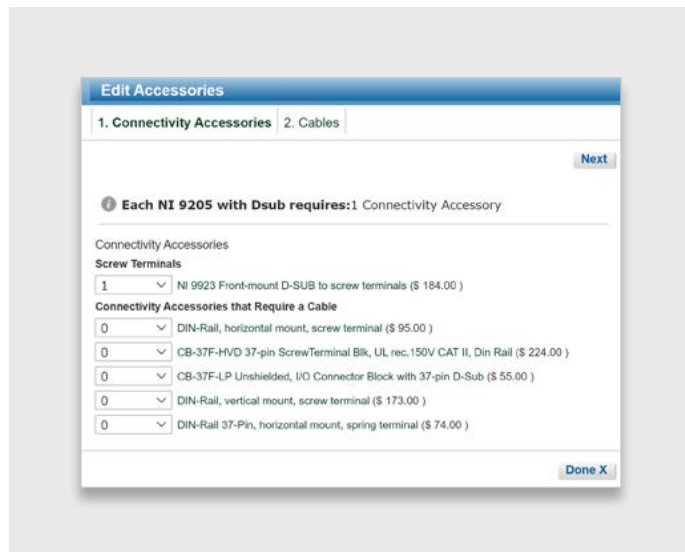 Edit Accessories
1. Connectivity Accessories 2. Cables
Next
Each NI 9205 with Dsub requires:1 Connectivity Accessory
Connectivity Accessories
Screw Terminals
1 NI 9923 Front-mount D-SUB to screw terminals ($ 184.00 )
Connectivity Accessories that Require a Cable
0 DIN-Rail, horizontal mount, screw terminal ($ 95.00 )
0 CB-37F-HVD 37-pin ScrewTerminal Blk, UL rec.150V CAT II, Din Rail ($ 224.00 )
0 CB-37F-LP Unshielded, I/O Connector Block with 37-pin D-Sub ($ 55.00 )
0 DIN-Rail, vertical mount, screw terminal ($ 173.00 )
0 DIN-Rail 37-Pin, horizontal mount, spring terminal ($ 74.00 )
Done X